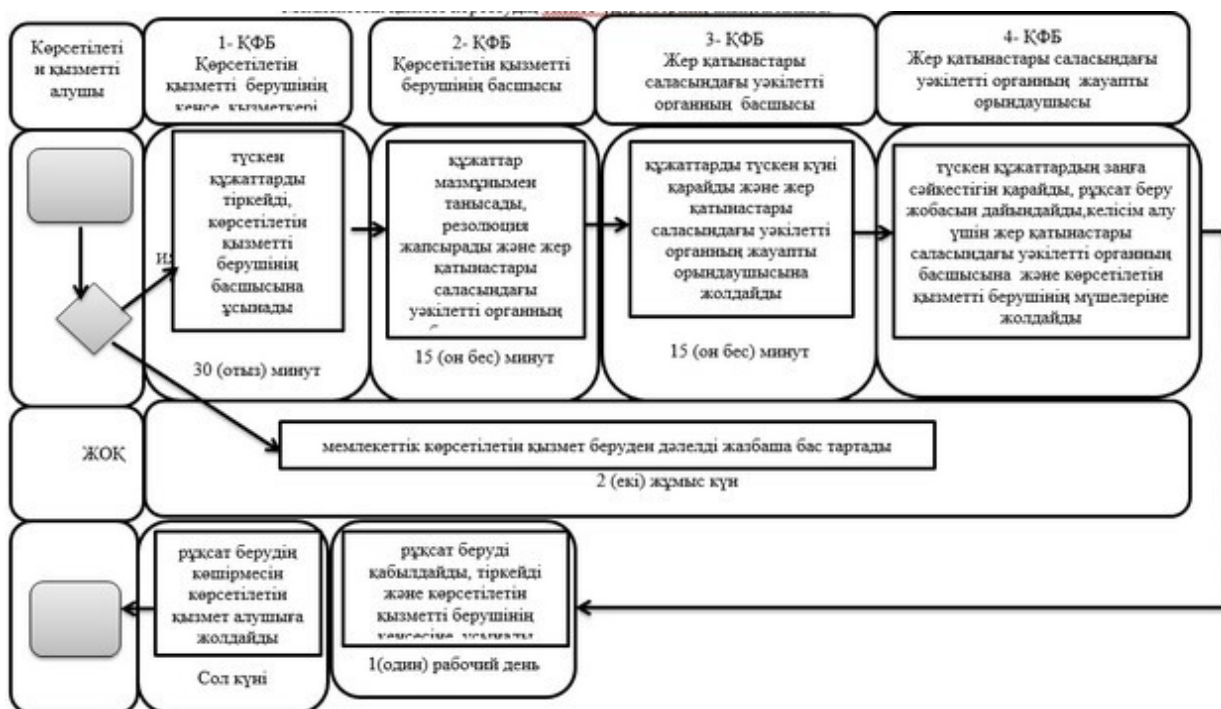 Көрсетілеті
н қызметті
алушы
1- ҚФБ
Көрсетілетін
қызметті берушінің
кеңсе қызметкері
2- ҚФБ
Көрсетілетін қызметті
берушінің басшысы
3- ҚФБ
Жер қатынастары
саласындағы уәкілетті
органның басшысы
4- ҚФБ
Жер қатынастары саласындағы
уәкілетті органның жауапты
орындаушысы
түскен
құжаттарды
тіркейді,
көрсетілетін
қызметті
берушінің
басшысына
ұсынады
30 (отыз) минут
құжаттар
мазмұнымен
танысады,
резолюция
жапсырады және жер
қатынастары
саласындағы
уәкілетті органның
15 (он бес) минут
құжаттарды түскен күні
қарайды және жер
қатынастары
саласындағы уәкілетті
органның жауапты
орындаушысына
жолдайды
15 (он бес) минут
түскен құжаттардың заңға
сәйкестігін қарайды, рұқсат беру
жобасын дайындайды,келісім алу
үшін жер қатынастары
саласындағы уәкілетті органның
басшысына және көрсетілетін
қызметті берушінің мүшелеріне
жолдайды
ЖОҚ
мемлекеттік көрсетілетін қызмет беруден дәлелді жазбаша бас тартады
2 (екі) жұмыс күн
рұқсат берудің
көшірмесін
көрсетілетін
қызмет алушыға
жолдайды
Сол күні
рұқсат беруді
қабылдайды, тіркейді
және көрсетілетін
қызметті берушінің
кеңсесіне ұсынады
1(один) рабочий день